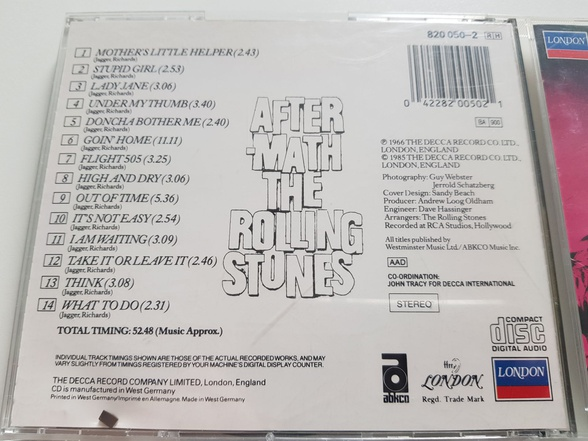 820 050-2 RH
1 MOTHER'S LITTLE HELPER (2.43)
(Jagger, Richards)
2 STUPID GIRL (2.53)
(Jagger, Richards)
3 LADY JANE (3.06)
(Jagger, Richards)
4 UNDER MY THUMB (3.40)
(Jagger, Richards)
5 DONCHA BOTHER ME (2.40)
(Jagger, Richards)
6 GOIN' HOME (11.11)
(Jagger, Richards)
7 FLIGHT 505 (3.25)
(Jagger, Richards)
8 HIGH AND DRY (3.06)
(Jagger, Richards)
9 OUT OF TIME (5.36)
(Jagger, Richards)
10 IT'S NOT EASY (2.54)
(Jagger, Richards)
11 I AM WAITING (3.09)
(Jagger, Richards)
12 TAKE IT OR LEAVE IT (2.46)
(Jagger, Richards)
13 THINK (3.08)
(Jagger, Richards)
14 WHAT TO DO (2.31)
(Jagger, Richards)
TOTAL TIMING: 52.48 (Music Approx.)
AFTER
-MATH
THE
ROLLING
STONES
0 42282 00502 1
BA 900
℗ 1966 THE DECCA RECORD CO. LTD.,
LONDON, ENGLAND
© 1985 THE DECCA RECORD CO. LTD.,
LONDON, ENGLAND
Photography: Guy Webster
Jerrold Schatzberg
Cover Design: Sandy Beach
Producer: Andrew Loog Oldham
Engineer: Dave Hassinger
Arrangers: The Rolling Stones
Recorded at RCA Studios, Hollywood
All titles published by
Westminster Music Ltd./ABKCO Music Inc.
AAD
CO-ORDINATION:
JOHN TRACY FOR DECCA INTERNATIONAL
STEREO
COMPACT
disc
DIGITAL AUDIO
INDIVIDUAL TRACK TIMINGS SHOWN ARE THOSE OF THE ACTUAL RECORDED WORKS, AND MAY
VARY SLIGHTLY FROM TIMINGS REGISTERED BY YOUR MACHINE'S DIGITAL DISPLAY COUNTER.
THE DECCA RECORD COMPANY LIMITED, London, England
CD is manufactured in West Germany
Printed in West Germany/Imprimé en Allemagne. Made in West Germany
abkco
LONDON
Regd. Trade Mark
LONDON
LONDON